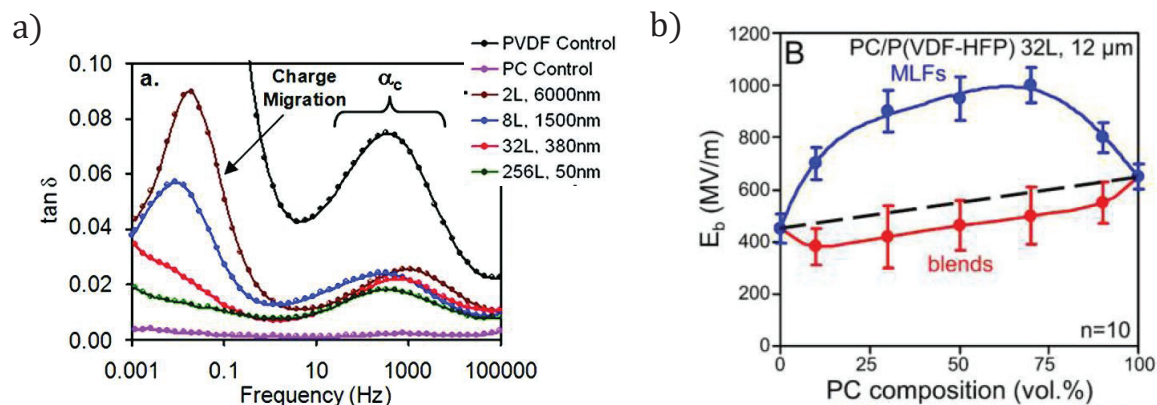 a)
a.
Charge
Migration
αc
PVDF Control
PC Control
2L, 6000nm
8L, 1500nm
32L, 380nm
256L, 50nm
0.10
0.08
0.06
0.04
0.02
0.00
tan δ
0.001 0.1 10 1000 100000
Frequency (Hz)
b)
B
PC/P(VDF-HFP) 32L, 12 μm
MLFs
blends
n=10
1200
1000
800
600
400
200
0
Eb (MV/m)
0 25 50 75 100
PC composition (vol.%)